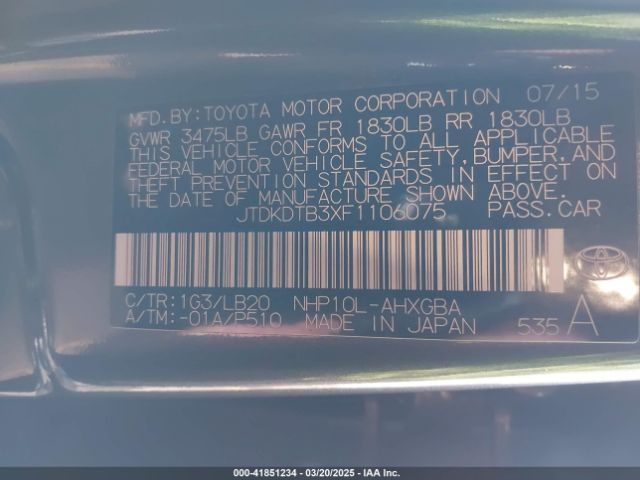 MFD.BY:TOYOTA MOTOR CORPORATION 07/15
GVWR 3475LB GAWR FR 1830LB RR 1830LB
THIS VEHICLE CONFORMS TO ALL APPLICABLE
FEDERAL MOTOR VEHICLE SAFETY,BUMPER,AND
THEFT PREVENTION STANDARDS IN EFFECT ON
THE DATE OF MANUFACTURE SHOWN ABOVE.
JTDKDTB3XF1106075 PASS.CAR
C/TR:1G3/LB20 NHP10L-AHXGBA
A/TM:-01A/P510 MADE IN JAPAN 535 A
TOYOTA
000-41851234 — 03/20/2025 — IAA Inc.